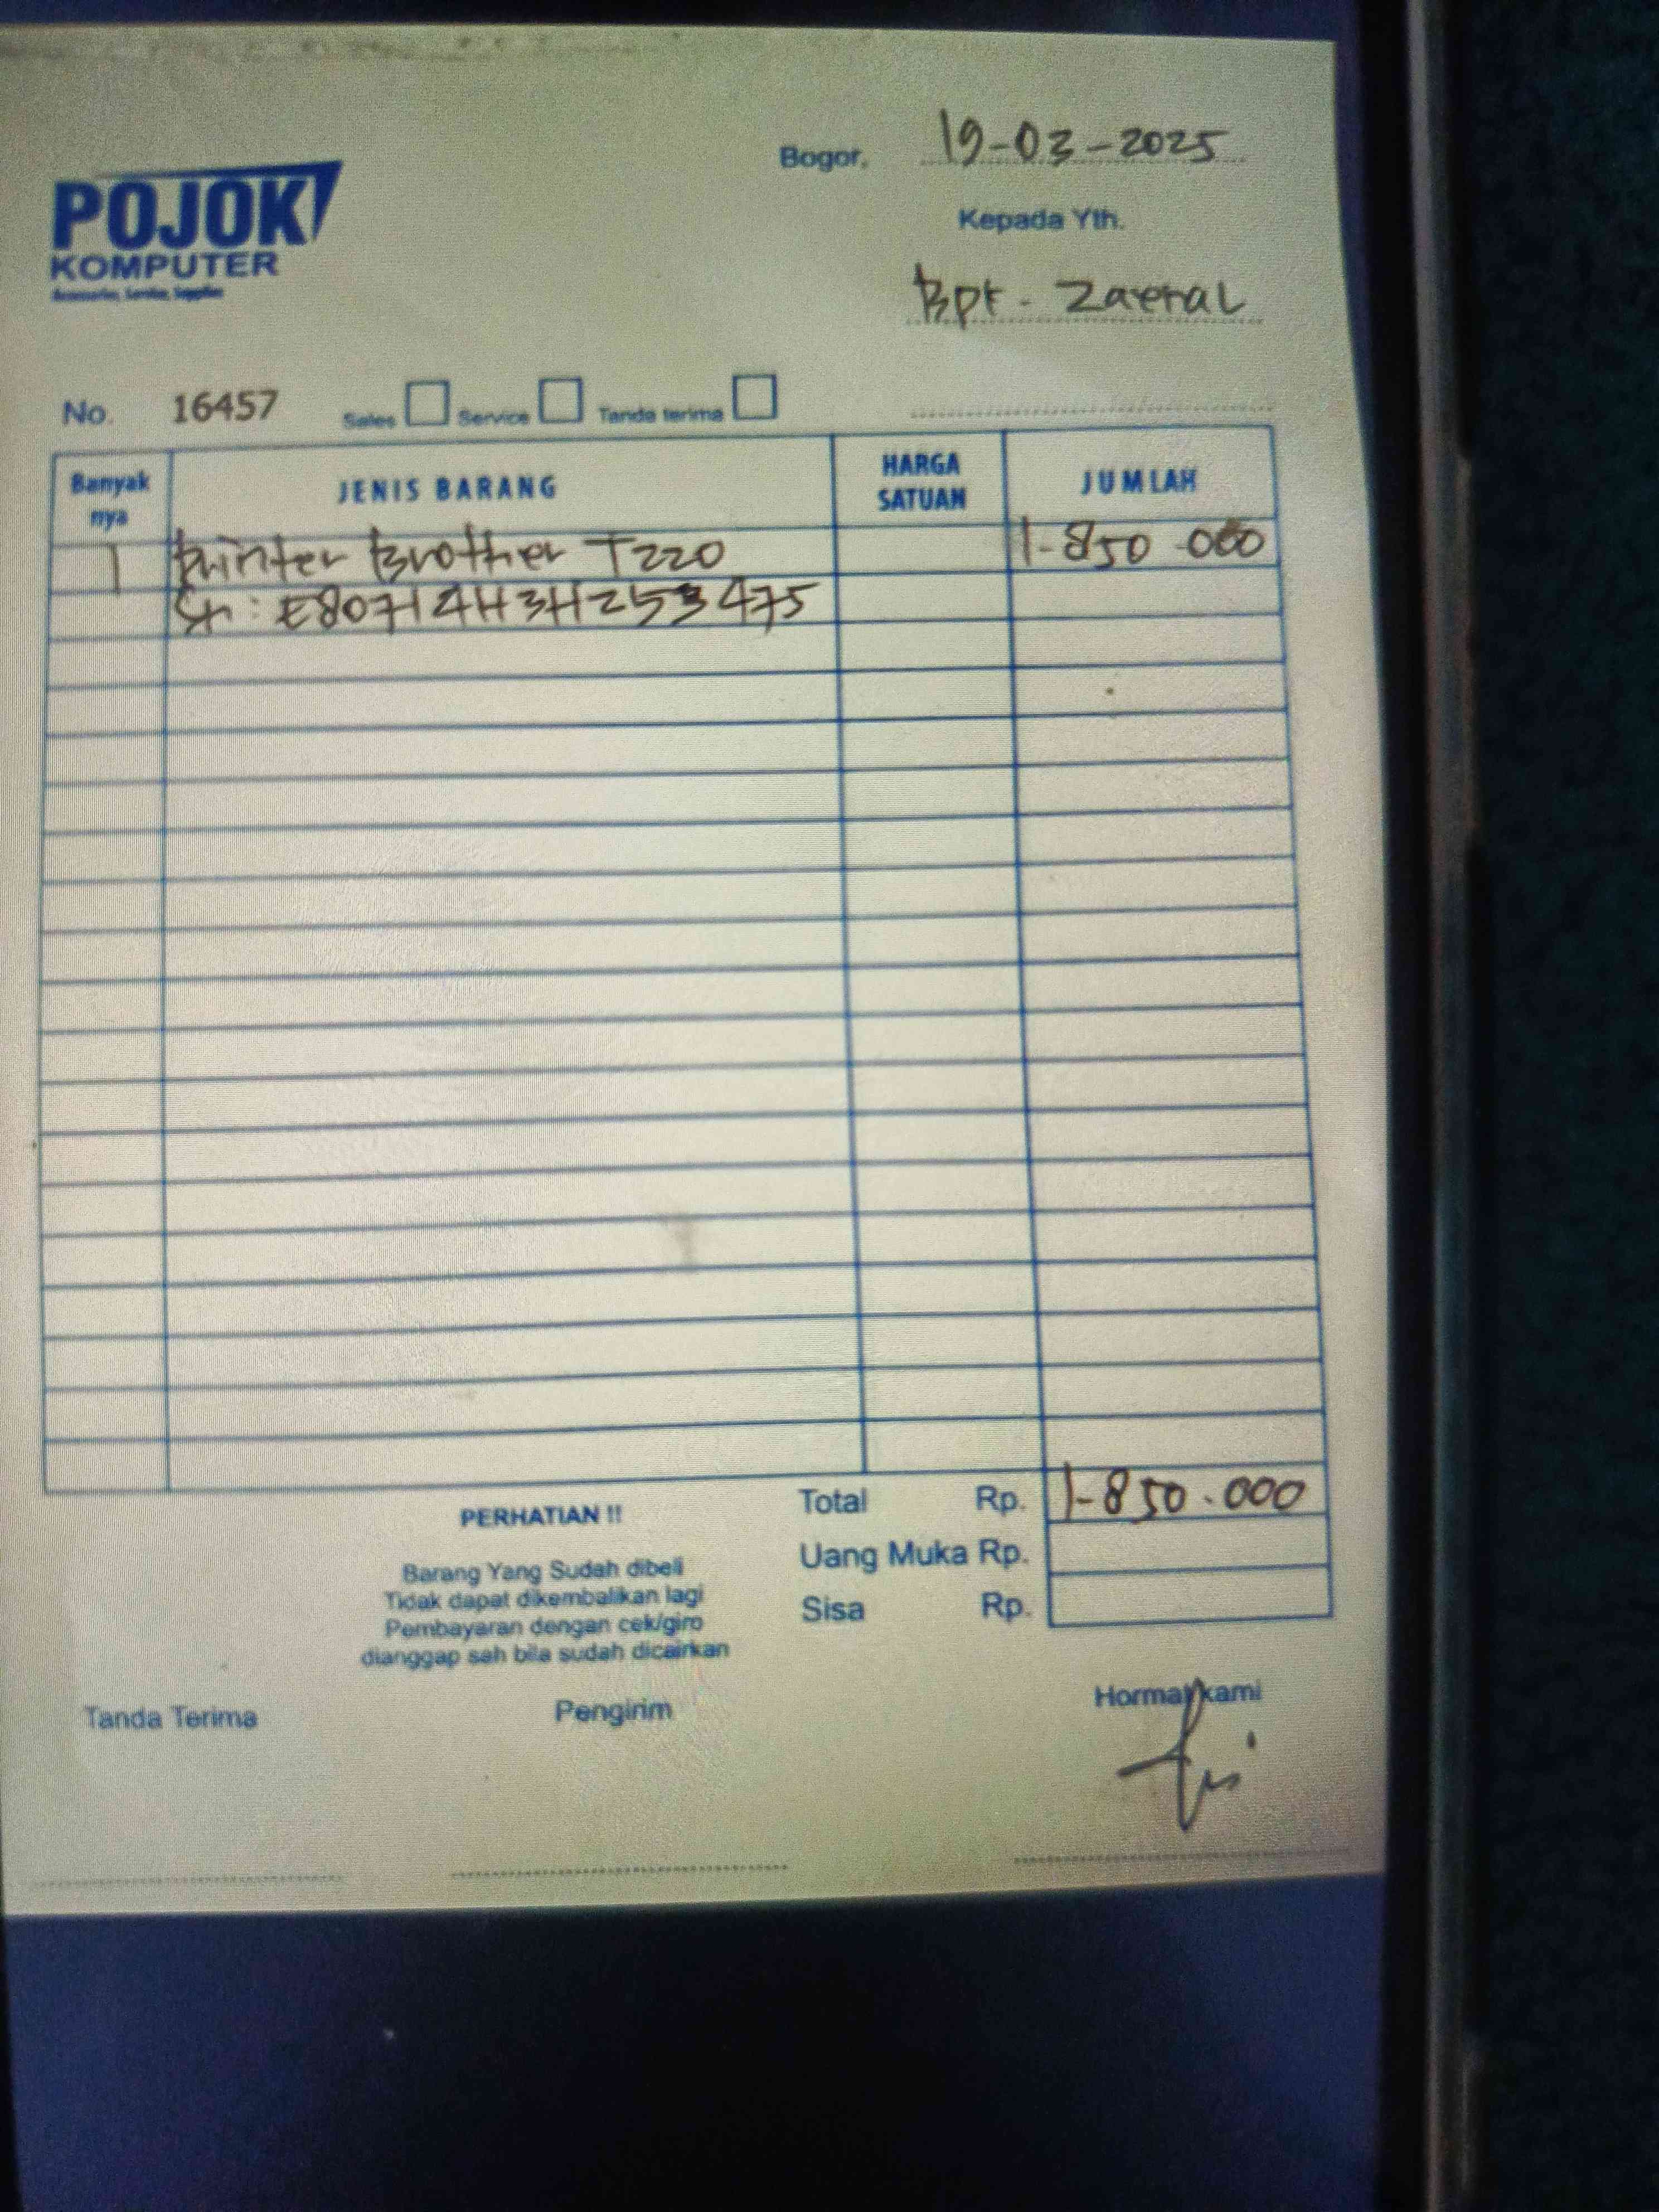 Bogor, 19-03-2025
POJOK
KOMPUTER
Accessories, Service, Supplies
Kepada Yth.
Bpk - Zaenal
No. 16457 Sales Service Tanda terima
Banyak nya JENIS BARANG HARGA SATUAN JUMLAH
1 Printer Brother T220 1-850.000
Sn : E80714H3H253475
Total Rp. 1-850.000
Uang Muka Rp.
Sisa Rp.
PERHATIAN !!
Barang Yang Sudah dibeli
Tidak dapat dikembalikan lagi
Pembayaran dengan cek/giro
dianggap sah bila sudah dicairkan
Tanda Terima Pengirim Hormat kami